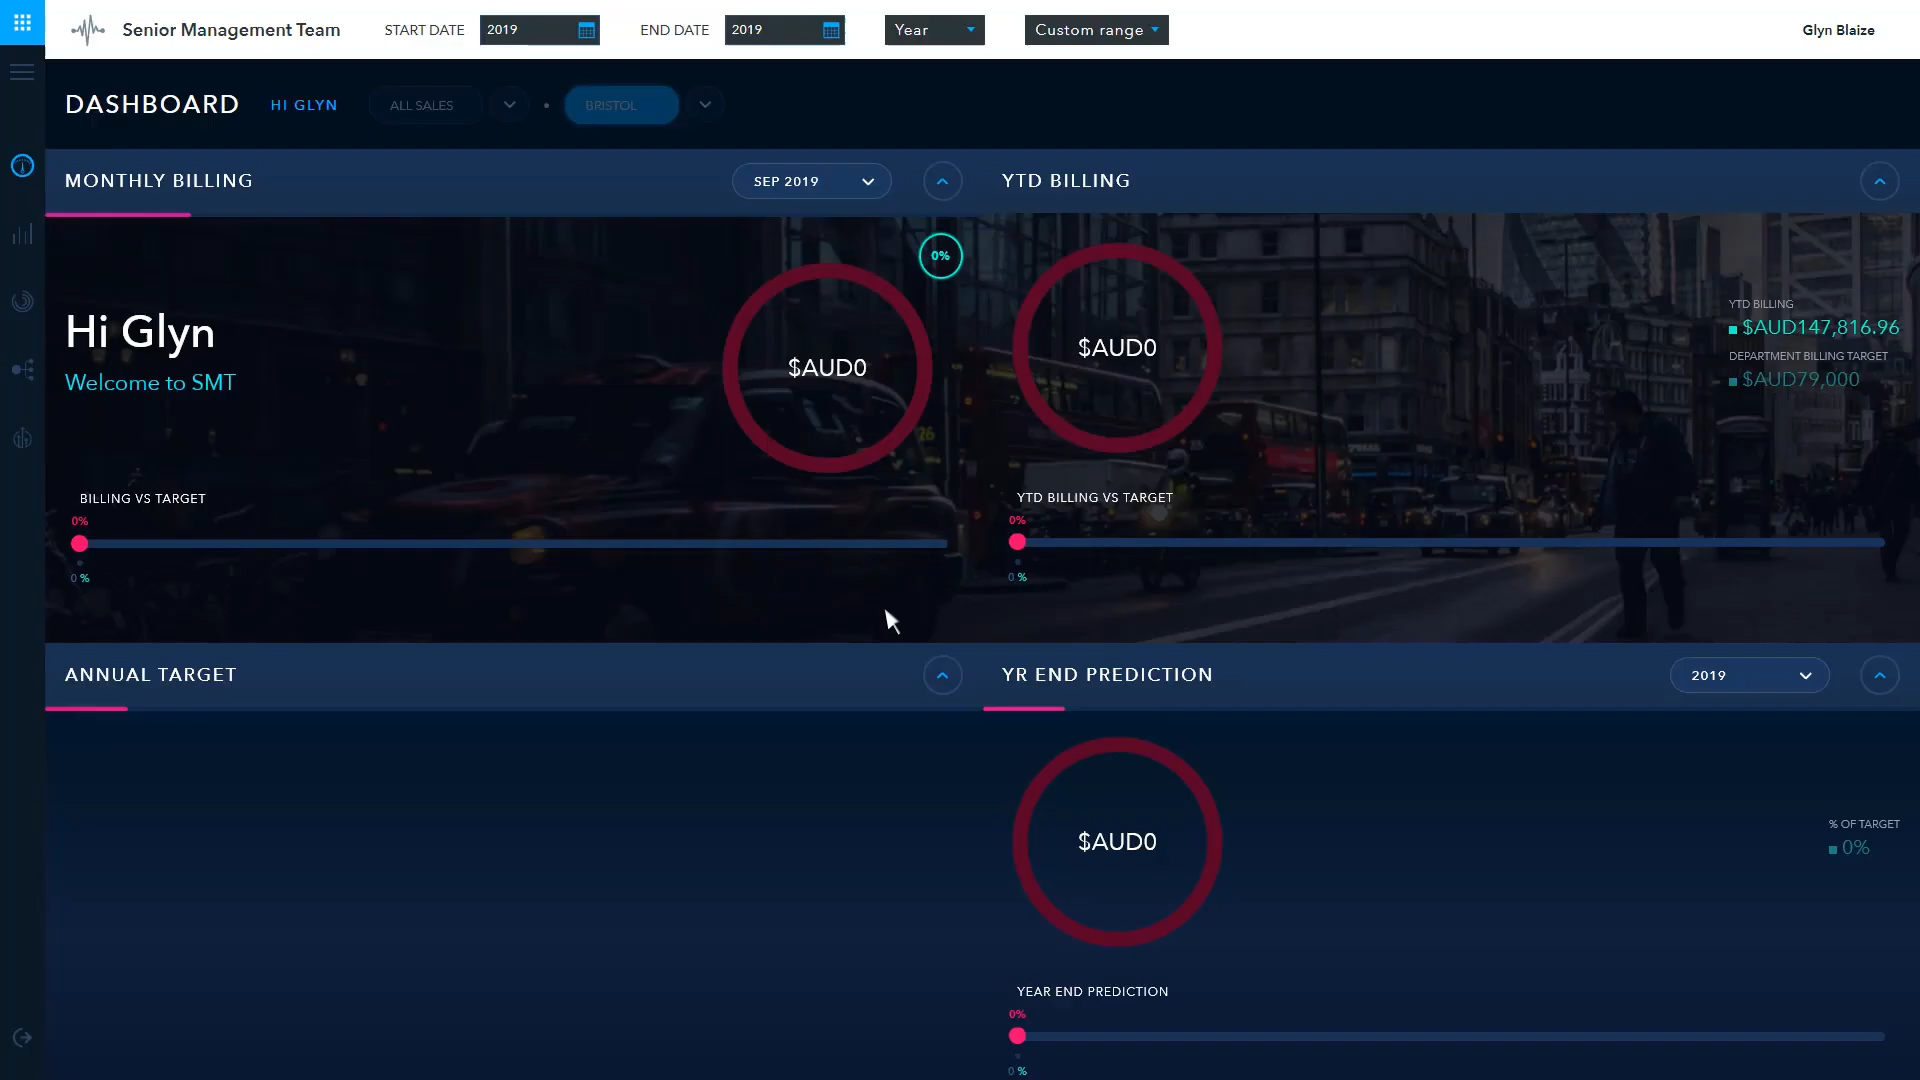 Senior Management Team START DATE 2019 END DATE 2019 Year Custom range Glyn Blaize
DASHBOARD HI GLYN ALL SALES BRISTOL
MONTHLY BILLING SEP 2019 YTD BILLING
0%
Hi Glyn
Welcome to SMT
$AUD0
BILLING VS TARGET
0%
0 %
$AUD0
YTD BILLING
$AUD147,816.96
DEPARTMENT BILLING TARGET
$AUD79,000
YTD BILLING VS TARGET
0%
0 %
ANNUAL TARGET YR END PREDICTION 2019
$AUD0
% OF TARGET
0%
YEAR END PREDICTION
0%
0 %